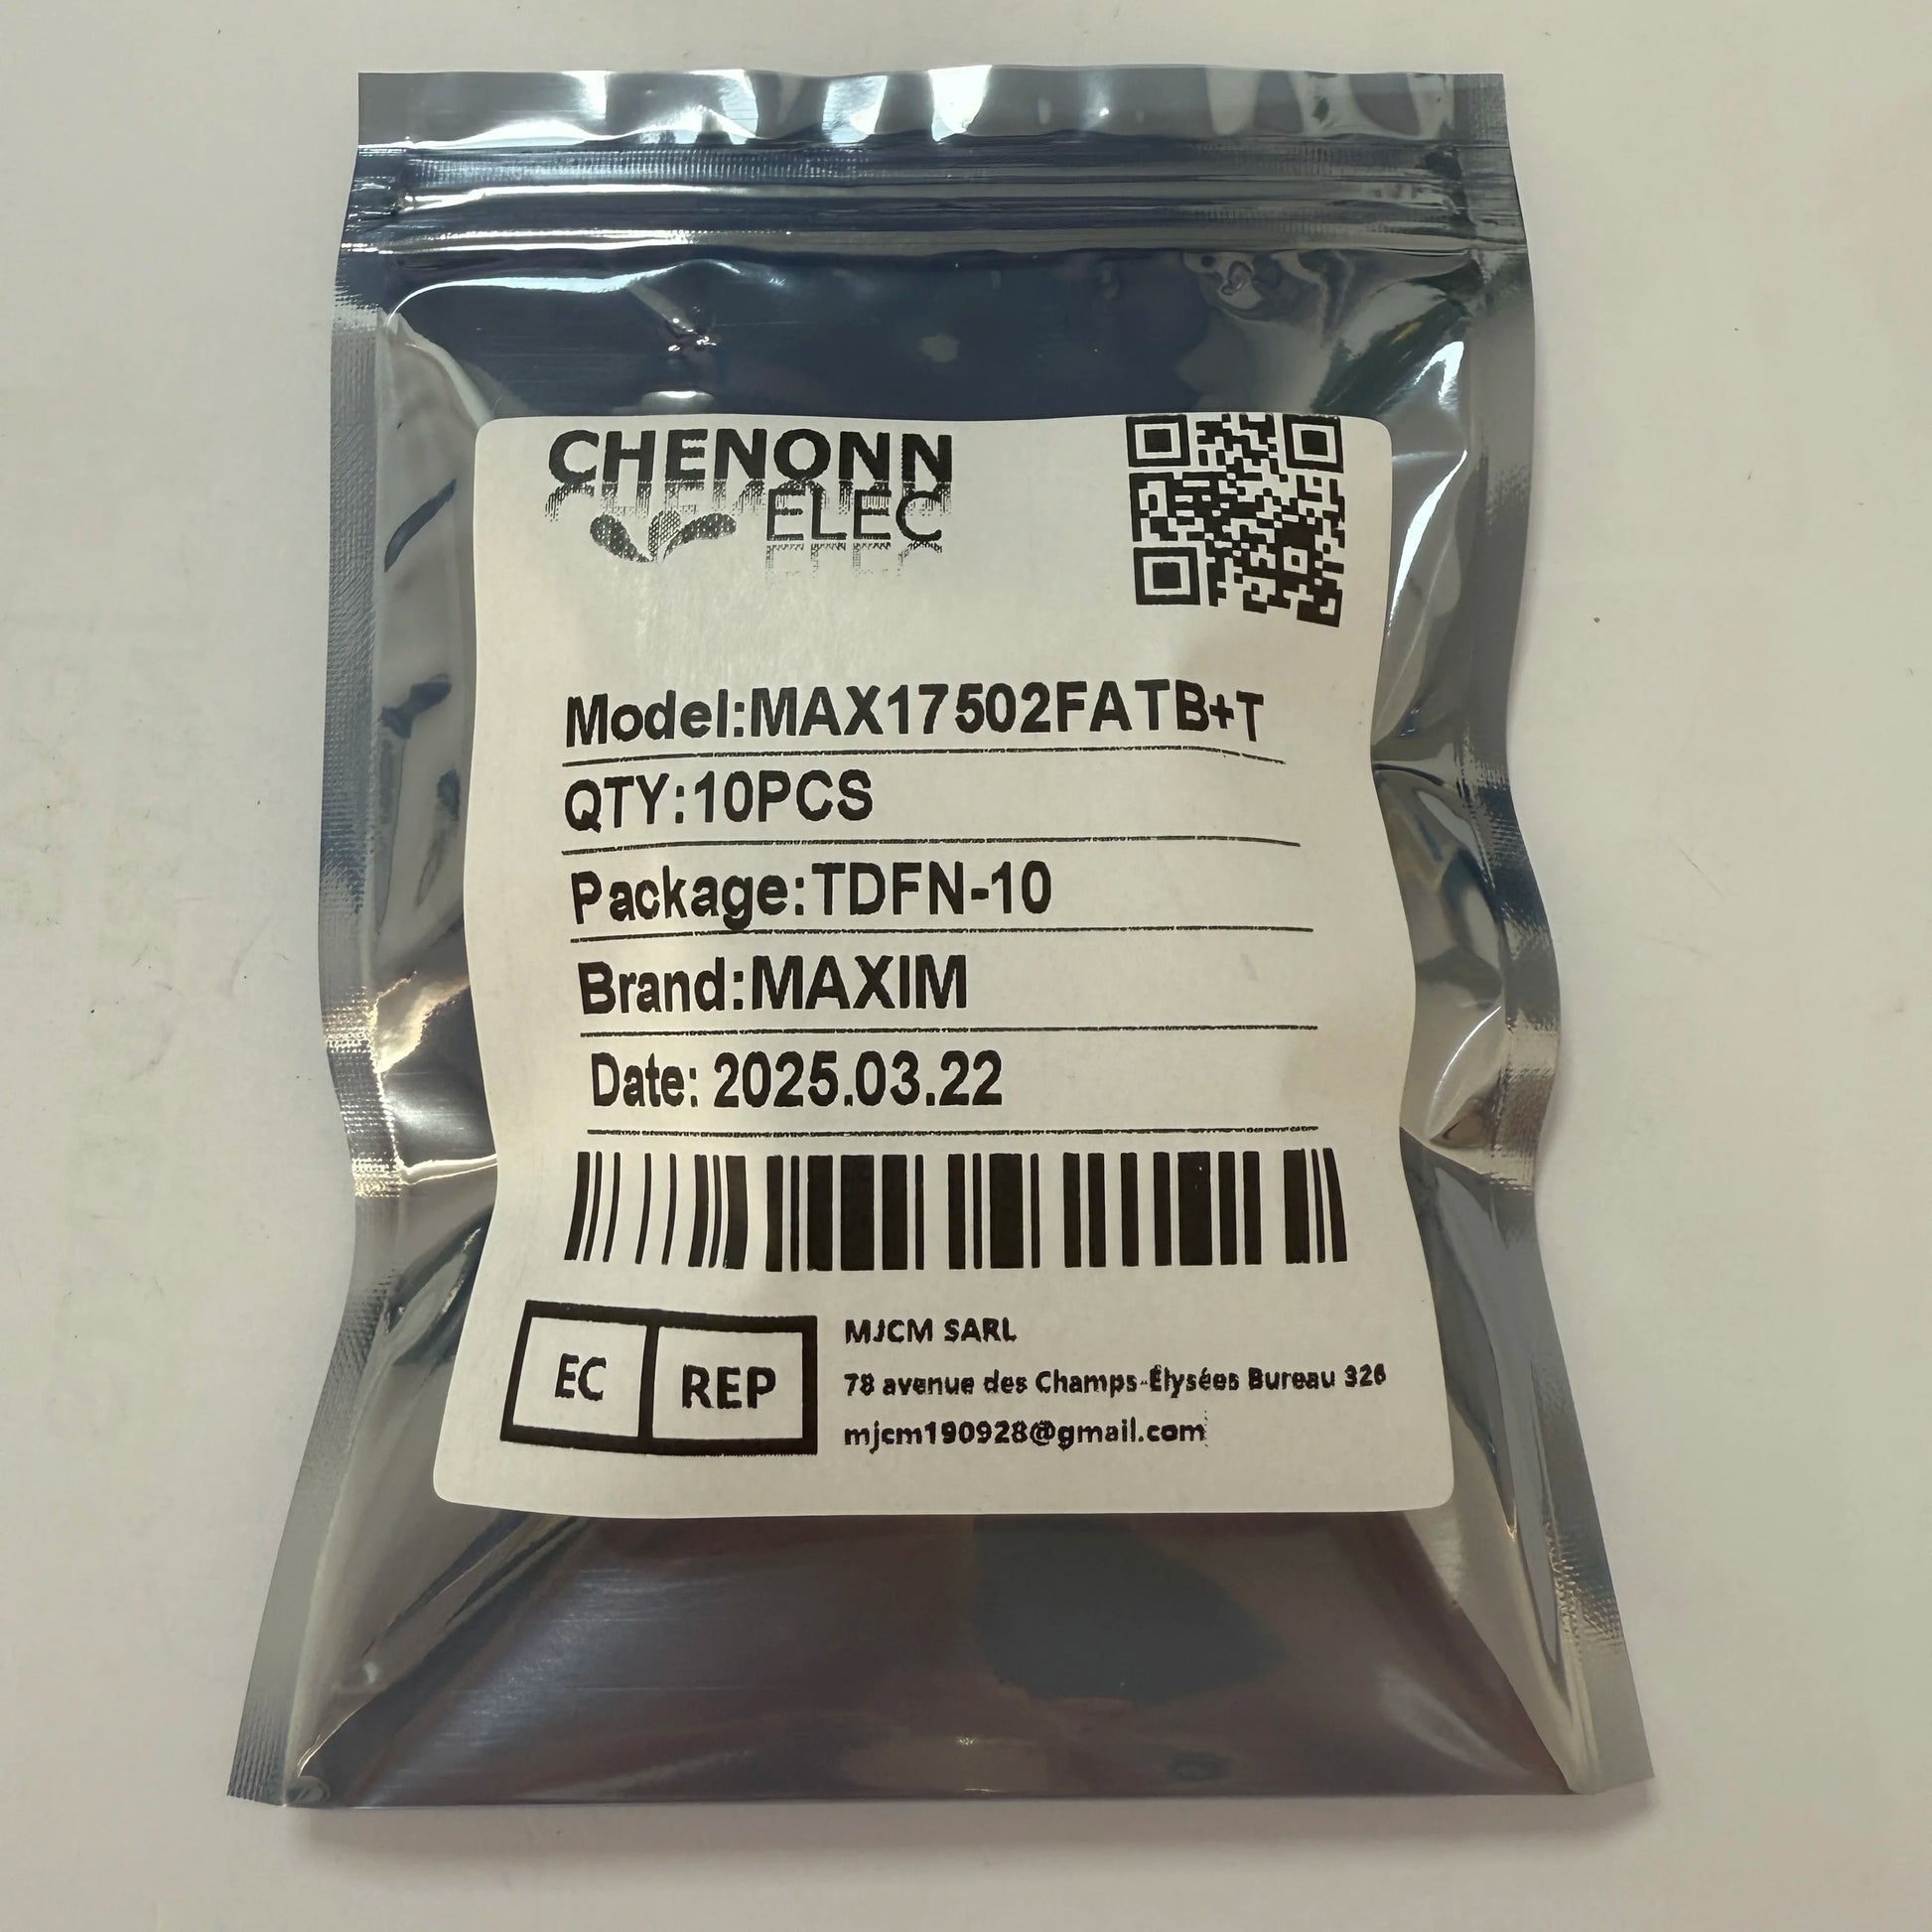 CHENONN
ELEC
Model:MAX17502FATB+T
QTY:10PCS
Package:TDFN-10
Brand:MAXIM
Date: 2025.03.22
EC REP
MJCM SARL
78 avenue des Champs-Élysées Bureau 326
mjcm190928@gmail.com